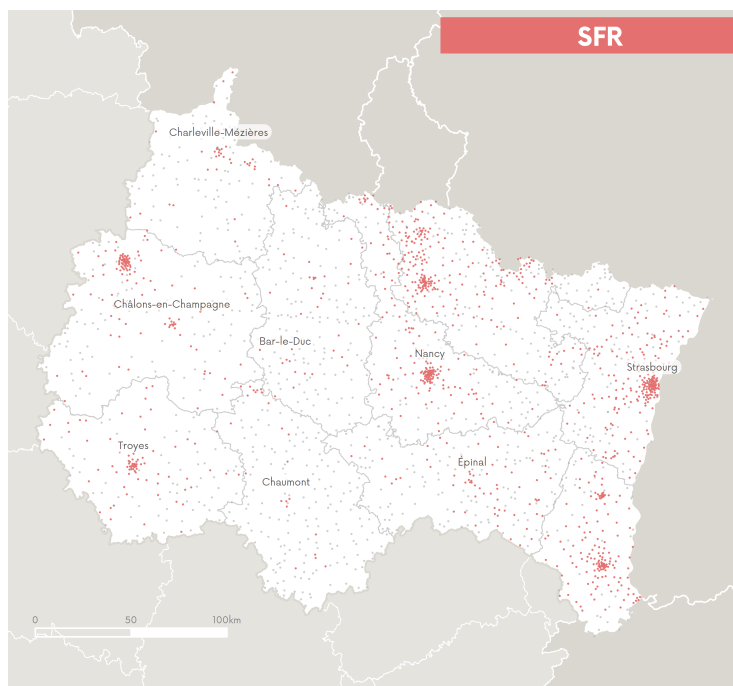 SFR
Charleville-Mézières
Châlons-en-Champagne
Bar-le-Duc
Nancy
Strasbourg
Troyes
Épinal
Chaumont
0 50 100km